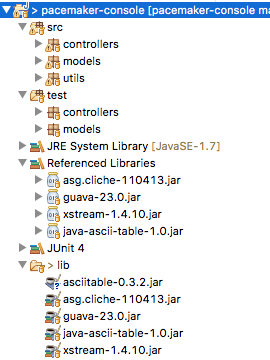 > pacemaker-console [pacemaker-console ma
src
controllers
models
utils
test
controllers
models
JRE System Library [JavaSE-1.7]
Referenced Libraries
asg.cliche-110413.jar
guava-23.0.jar
xstream-1.4.10.jar
java-ascii-table-1.0.jar
JUnit 4
> lib
asciitable-0.3.2.jar
asg.cliche-110413.jar
guava-23.0.jar
java-ascii-table-1.0.jar
xstream-1.4.10.jar